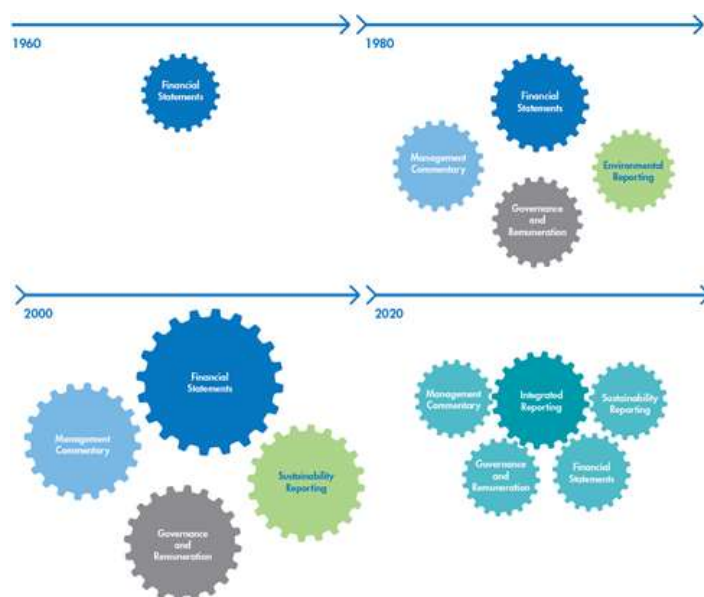 1960
Financial
Statements
1980
Financial
Statements
Management
Commentary
Environmental
Reporting
Governance
and
Remuneration
2000
Financial
Statements
Management
Commentary
Sustainability
Reporting
Governance
and
Remuneration
2020
Management
Commentary
Integrated
Reporting
Sustainability
Reporting
Governance
and
Remuneration
Financial
Statements